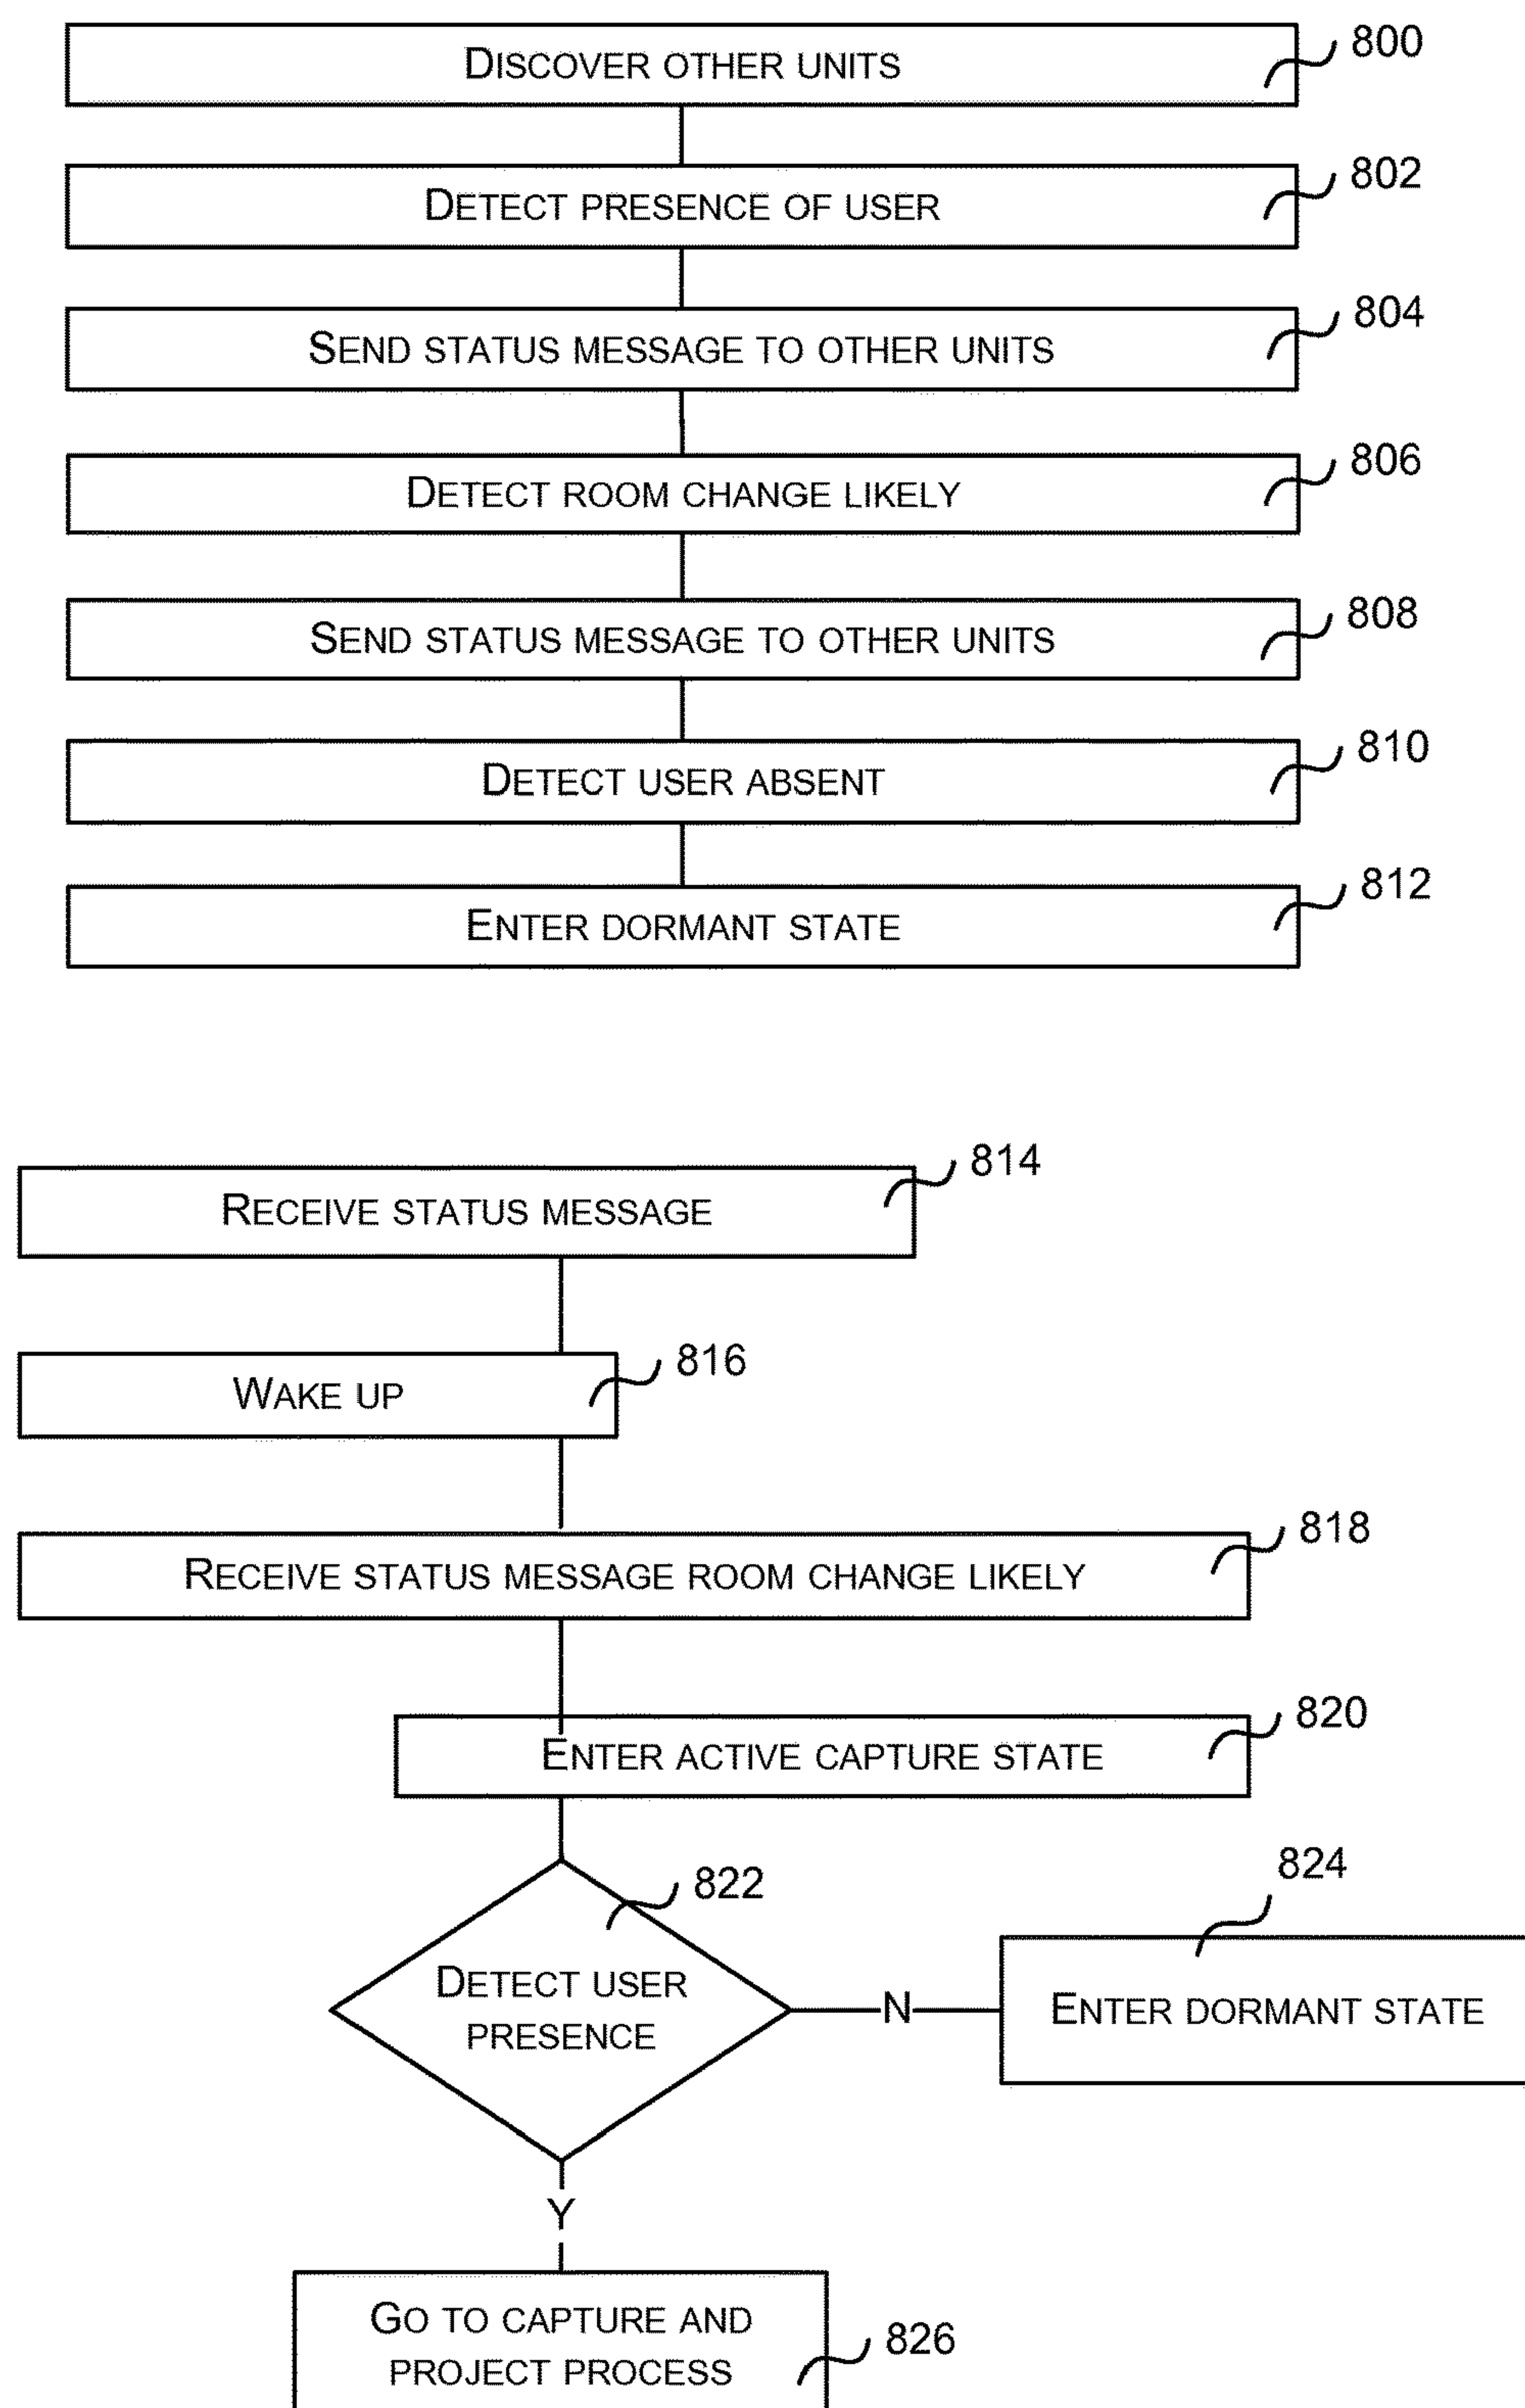 DISCOVER OTHER UNITS
800
DETECT PRESENCE OF USER
802
SEND STATUS MESSAGE TO OTHER UNITS
804
DETECT ROOM CHANGE LIKELY
806
SEND STATUS MESSAGE TO OTHER UNITS
808
DETECT USER ABSENT
810
ENTER DORMANT STATE
812
RECEIVE STATUS MESSAGE
814
WAKE UP
816
RECEIVE STATUS MESSAGE ROOM CHANGE LIKELY
818
ENTER ACTIVE CAPTURE STATE
820
DETECT USER
PRESENCE
822
N
ENTER DORMANT STATE
824
Y
GO TO CAPTURE AND
PROJECT PROCESS
826